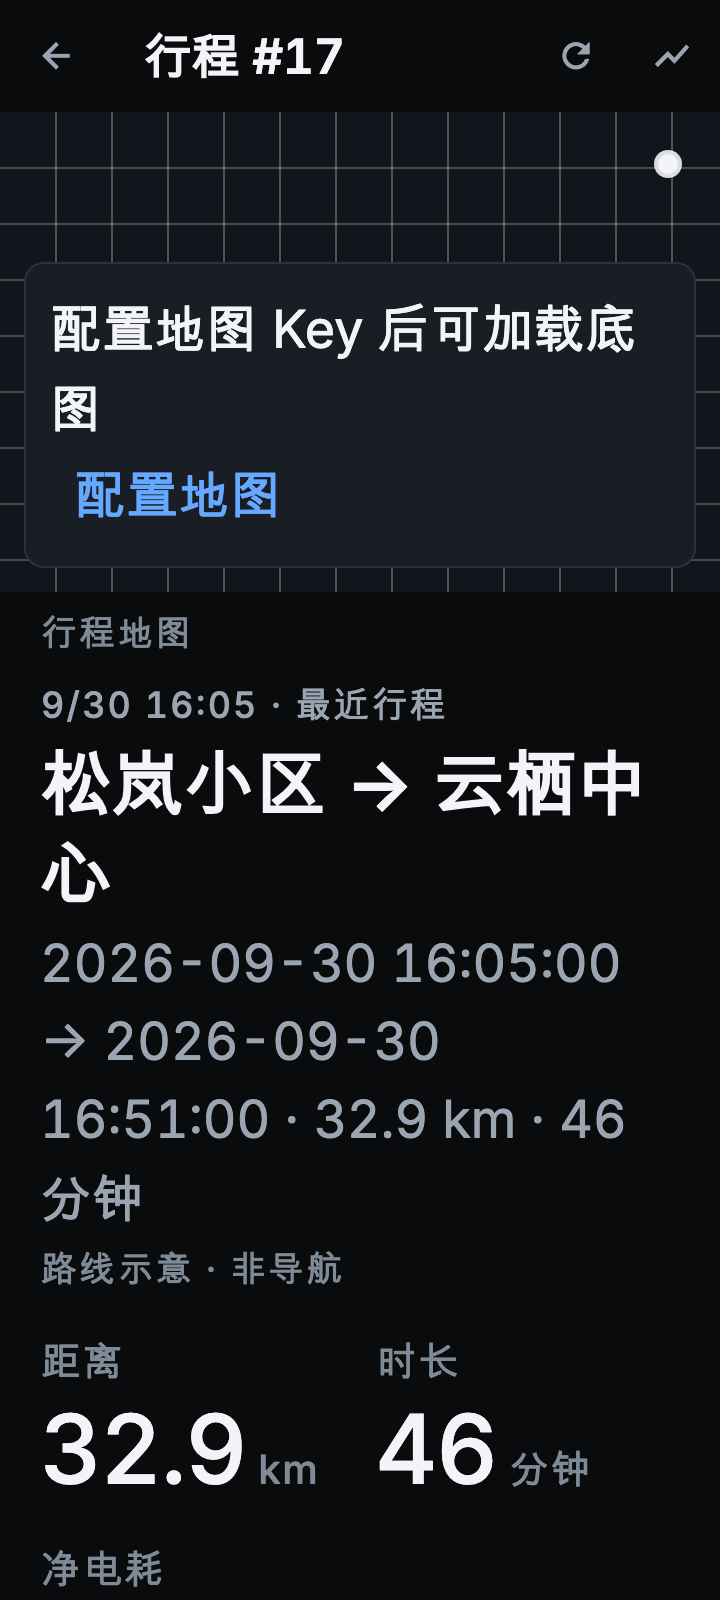 行程 #17
配置地图 Key 后可加载底
图
配置地图
行程地图
9/30 16:05 · 最近行程
松岚小区 → 云栖中
心
2026-09-30 16:05:00
→ 2026-09-30
16:51:00 · 32.9 km · 46
分钟
路线示意 · 非导航
距离 时长
32.9 km 46 分钟
净电耗